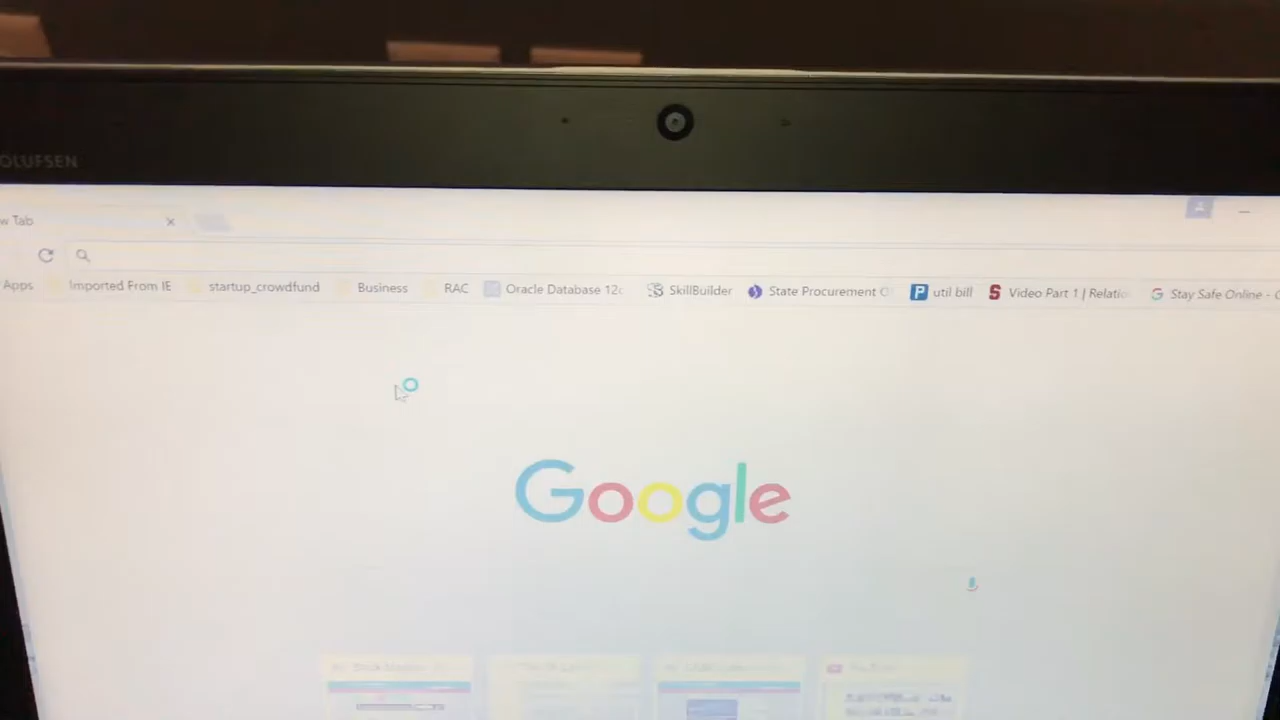 OLUFSEN
w Tab
Apps Imported From IE startup_crowdfund Business RAC Oracle Database 12c SkillBuilder State Procurement O util bill Video Part 1 | Relatio Stay Safe Online - G
Google